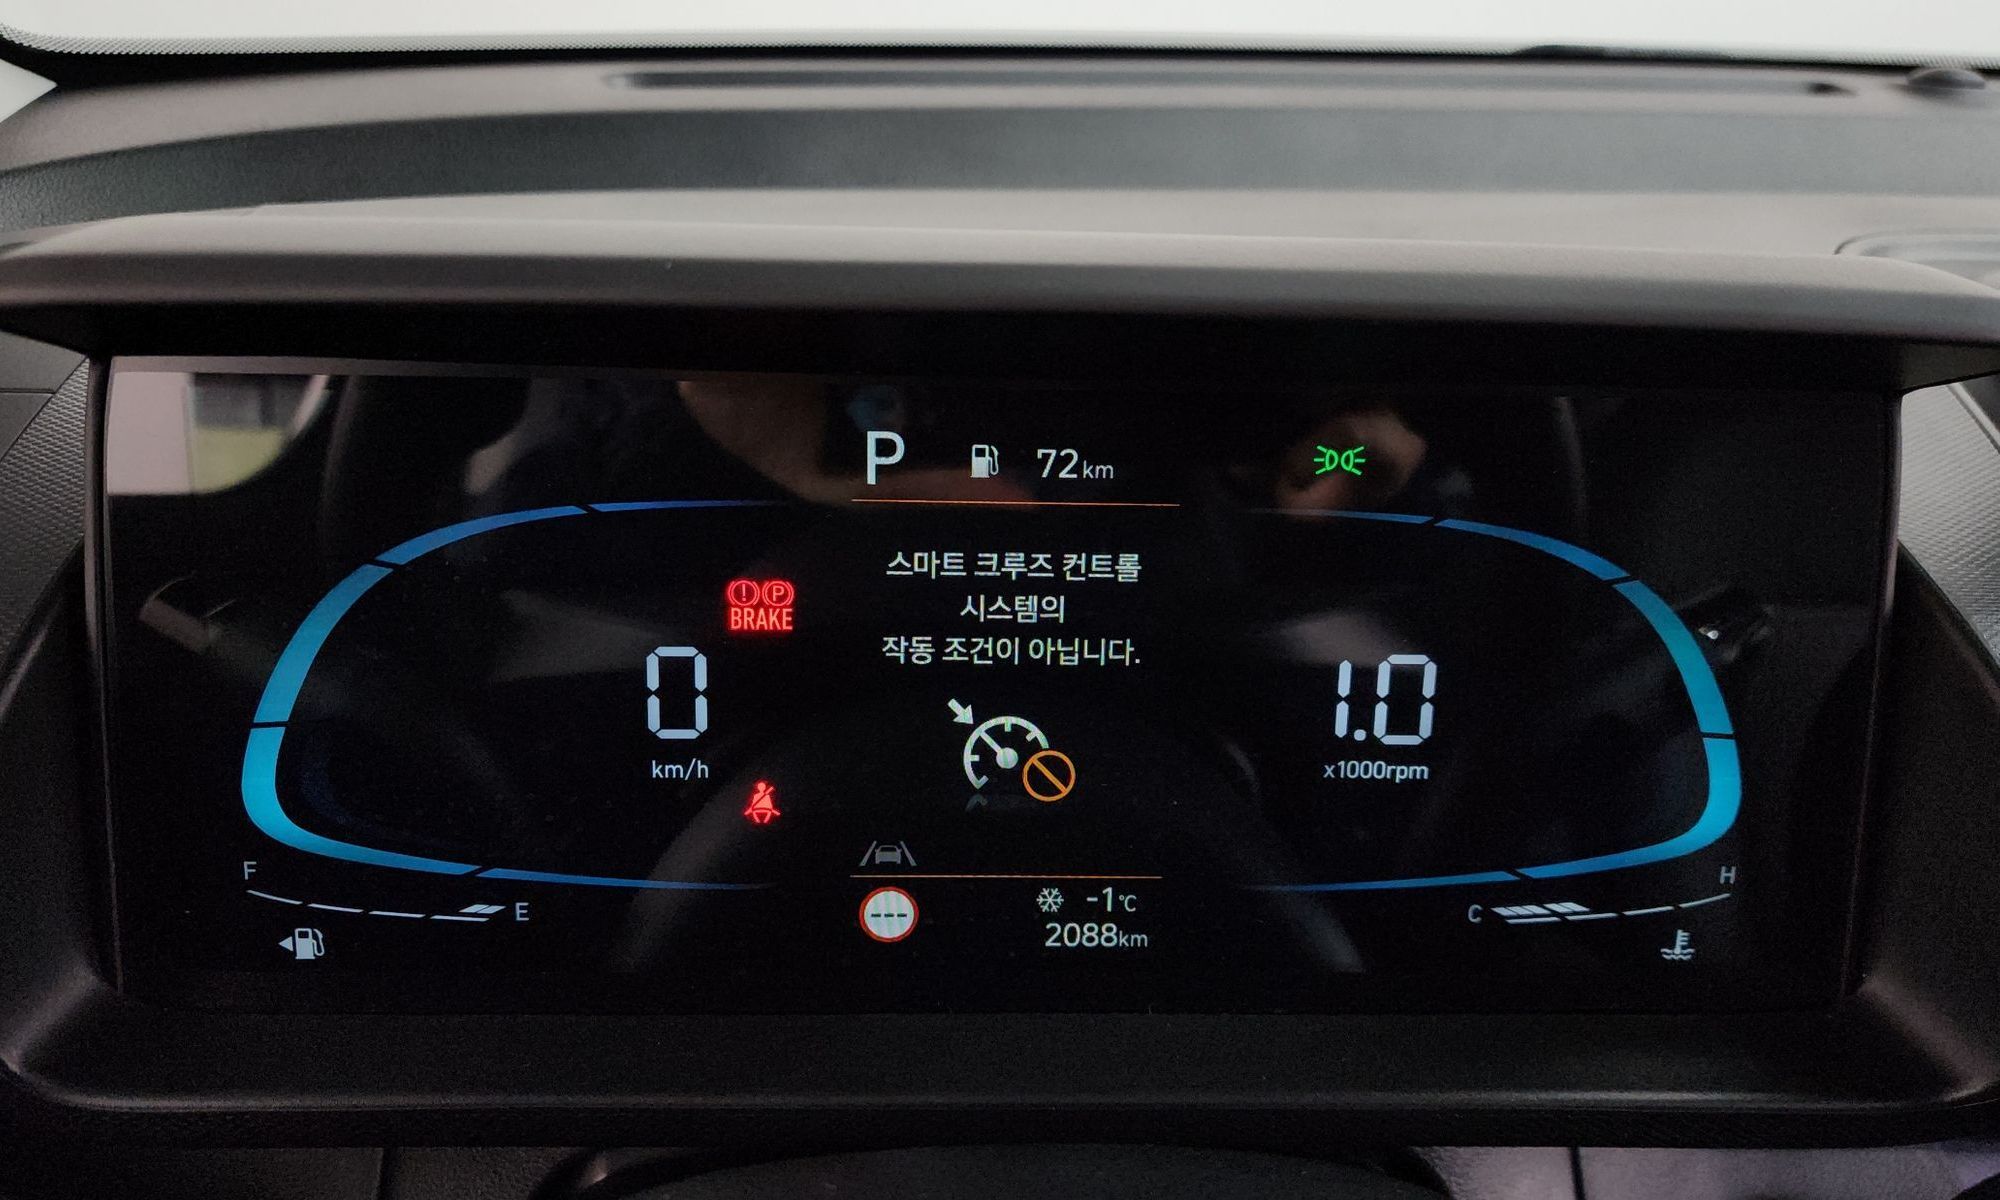 P 72km
스마트 크루즈 컨트롤
시스템의
작동 조건이 아닙니다.
! P
BRAKE
0
km/h
1.0
x1000rpm
F E
---
-1°C
2088km
C H